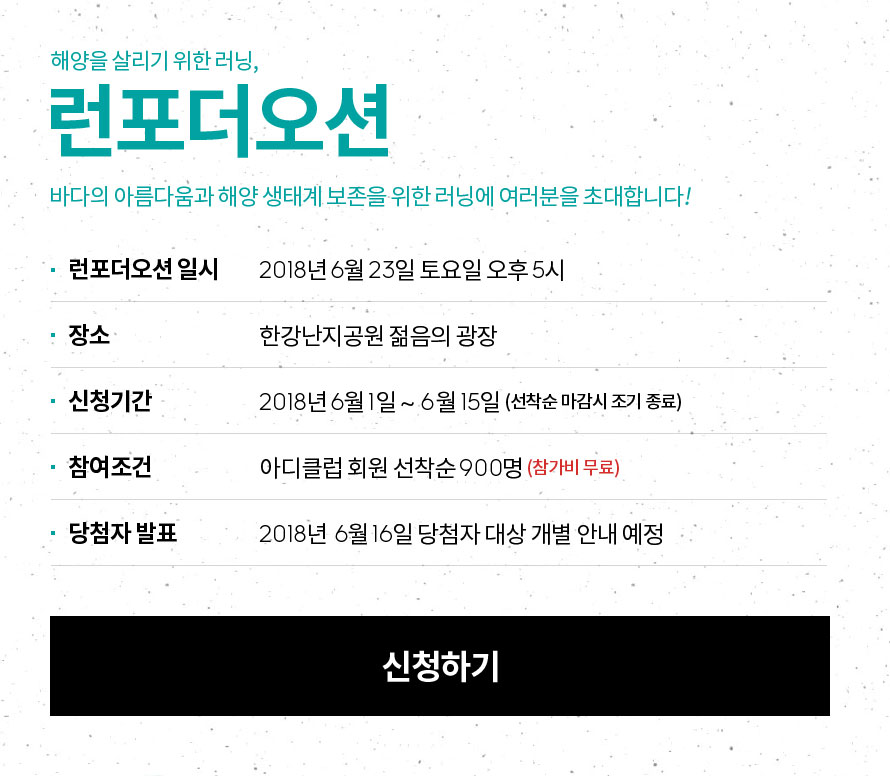 해양을 살리기 위한 러닝,
런포더오션
바다의 아름다움과 해양 생태계 보존을 위한 러닝에 여러분을 초대합니다!
런포더오션 일시 2018년 6월 23일 토요일 오후 5시
장소 한강난지공원 젊음의 광장
신청기간 2018년 6월 1일 ~ 6월 15일 (선착순 마감시 조기 종료)
참여조건 아디클럽 회원 선착순 900명 (참가비 무료)
당첨자 발표 2018년 6월 16일 당첨자 대상 개별 안내 예정
신청하기